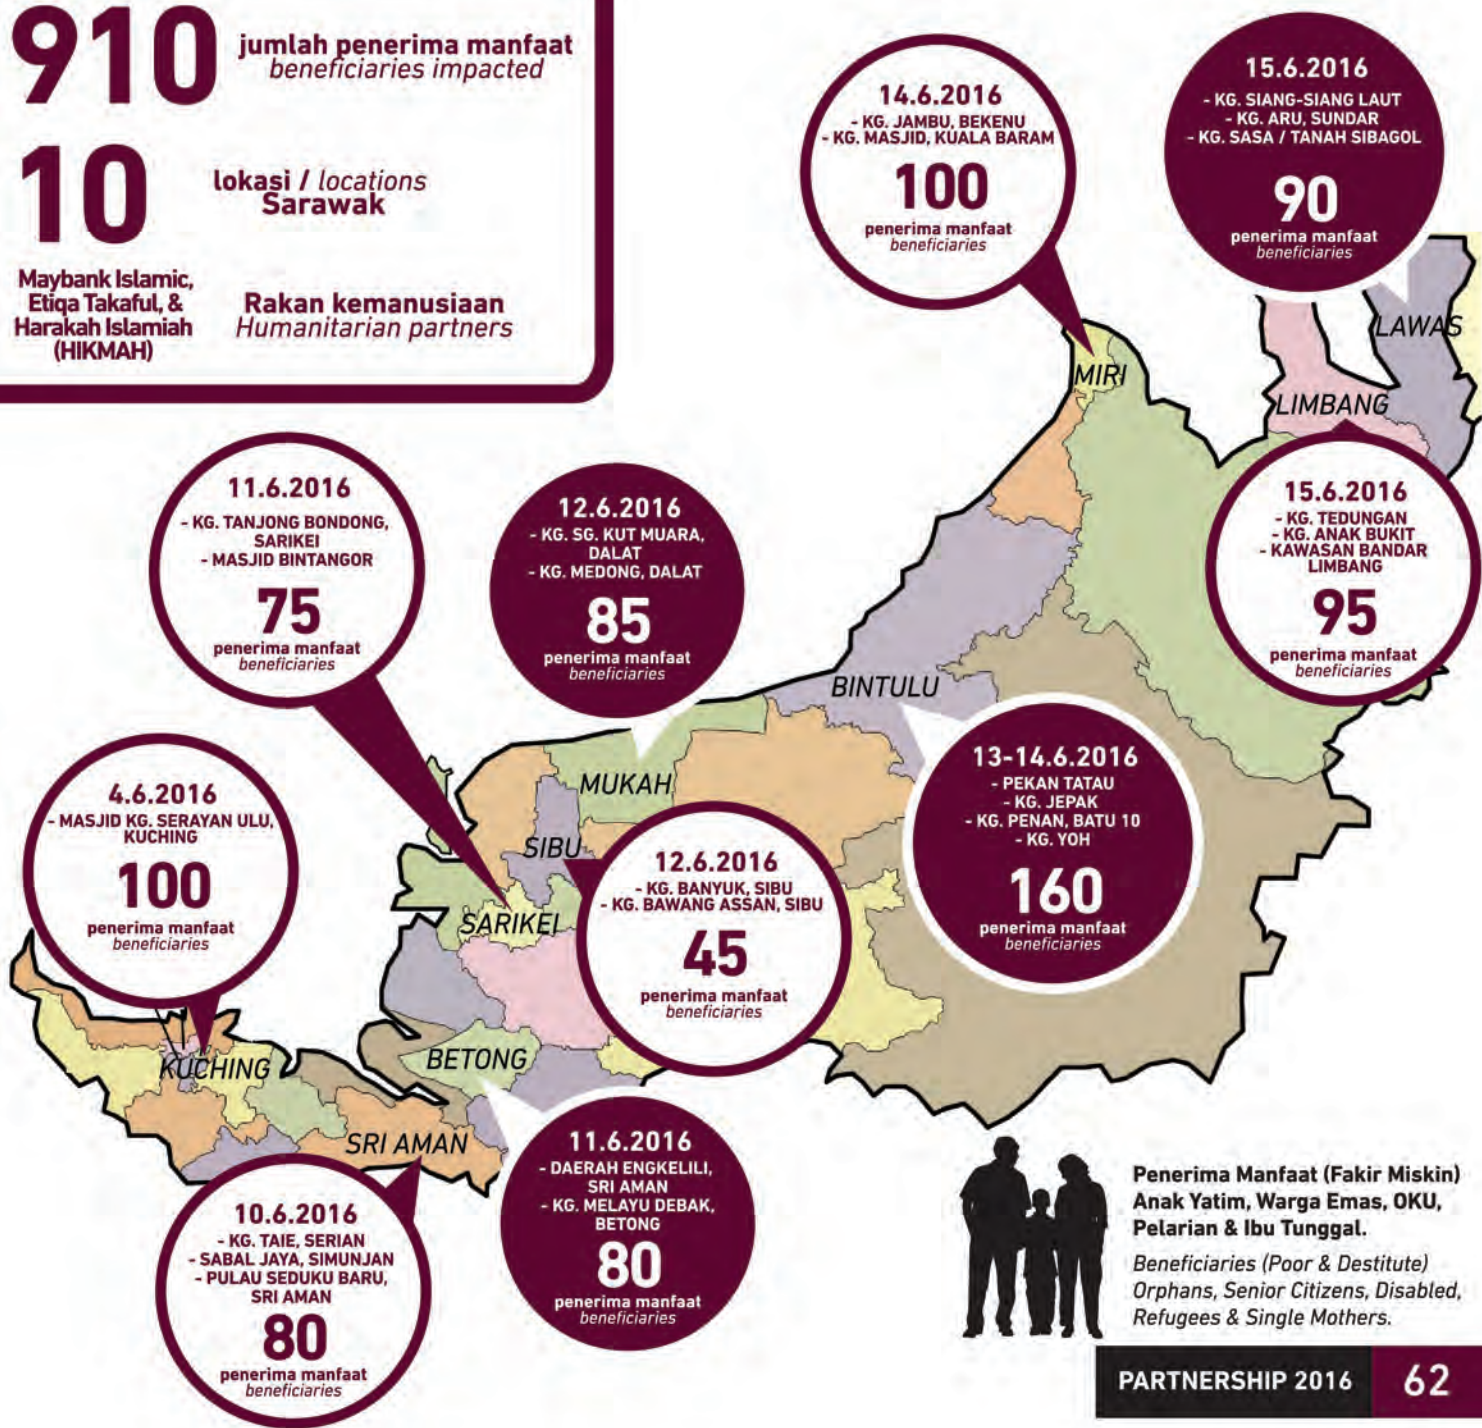 910
jumlah penerima manfaat
beneficiaries impacted
10
lokasi / locations
Sarawak
Maybank Islamic,
Etiqa Takaful, &
Harakah Islamiah
(HIKMAH)
Rakan kemanusiaan
Humanitarian partners
14.6.2016
- KG. JAMBU, BEKENU
- KG. MASJID, KUALA BARAM
100
penerima manfaat
beneficiaries
15.6.2016
- KG. SIANG-SIANG LAUT
- KG. ARU, SUNDAR
- KG. SASA / TANAH SIBAGOL
90
penerima manfaat
beneficiaries
LAWAS
MIRI
LIMBANG
11.6.2016
- KG. TANJONG BONDONG,
SARIKEI
- MASJID BINTANGOR
75
penerima manfaat
beneficiaries
12.6.2016
- KG. SG. KUT MUARA,
DALAT
- KG. MEDONG, DALAT
85
penerima manfaat
beneficiaries
15.6.2016
- KG. TEDUNGAN
- KG. ANAK BUKIT
- KAWASAN BANDAR
LIMBANG
95
penerima manfaat
beneficiaries
BINTULU
MUKAH
4.6.2016
- MASJID KG. SERAYAN ULU,
KUCHING
100
penerima manfaat
beneficiaries
SIBU
12.6.2016
- KG. BANYUK, SIBU
- KG. BAWANG ASSAN, SIBU
45
penerima manfaat
beneficiaries
13-14.6.2016
- PEKAN TATAU
- KG. JEPAK
- KG. PENAN, BATU 10
- KG. YOH
160
penerima manfaat
beneficiaries
SARIKEI
KUCHING
BETONG
SRI AMAN
10.6.2016
- KG. TAIE, SERIAN
- SABAL JAYA, SIMUNJAN
- PULAU SEDUKU BARU,
SRI AMAN
80
penerima manfaat
beneficiaries
11.6.2016
- DAERAH ENGKELILI,
SRI AMAN
- KG. MELAYU DEBAK,
BETONG
80
penerima manfaat
beneficiaries
Penerima Manfaat (Fakir Miskin)
Anak Yatim, Warga Emas, OKU,
Pelarian & Ibu Tunggal.
Beneficiaries (Poor & Destitute)
Orphans, Senior Citizens, Disabled,
Refugees & Single Mothers.
PARTNERSHIP 2016 62